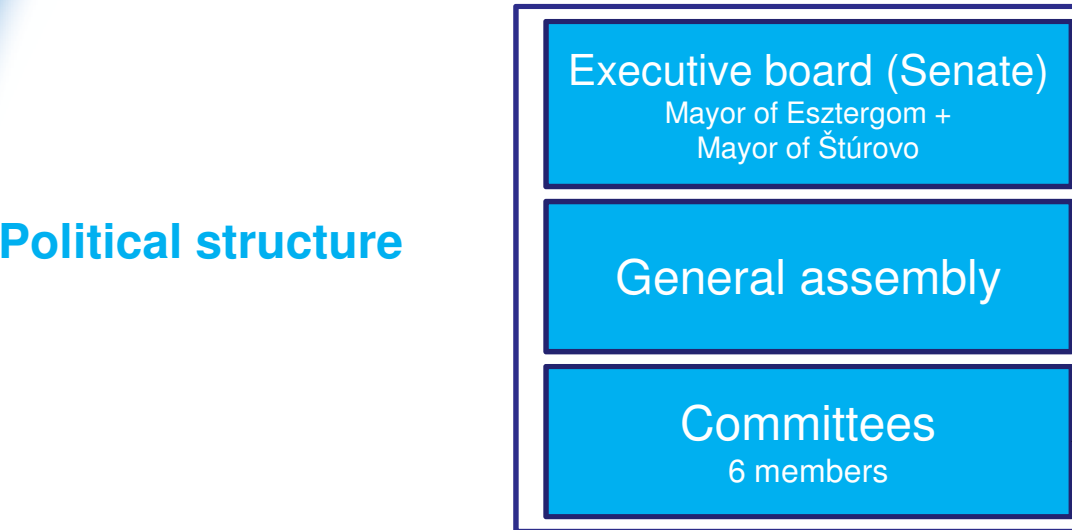 Political structure
Executive board (Senate)
Mayor of Esztergom +
Mayor of Štúrovo
General assembly
Committees
6 members